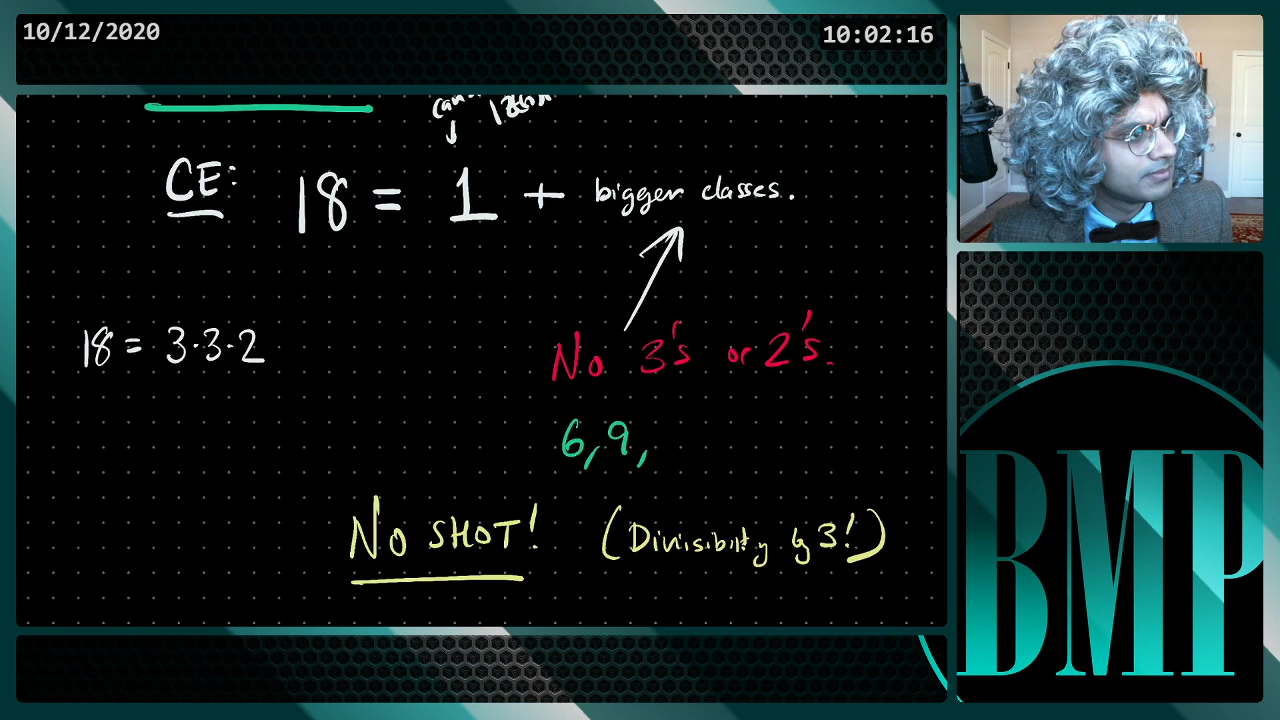 10/12/2020
10:02:16
CE: 18 = 1 + bigger classes.
18 = 3·3·2
No 3's or 2's.
6, 9,
No SHOT! (Divisibility by 3!)
BMP